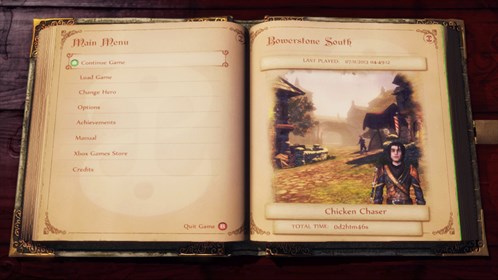 Main Menu
Continue Game
Load Game
Change Hero
Options
Achievements
Manual
Xbox Games Store
Credits
Quit Game
Bowerstone South
LAST PLAYED:
Chicken Chaser
TOTAL TIME: 0d2h1m46s